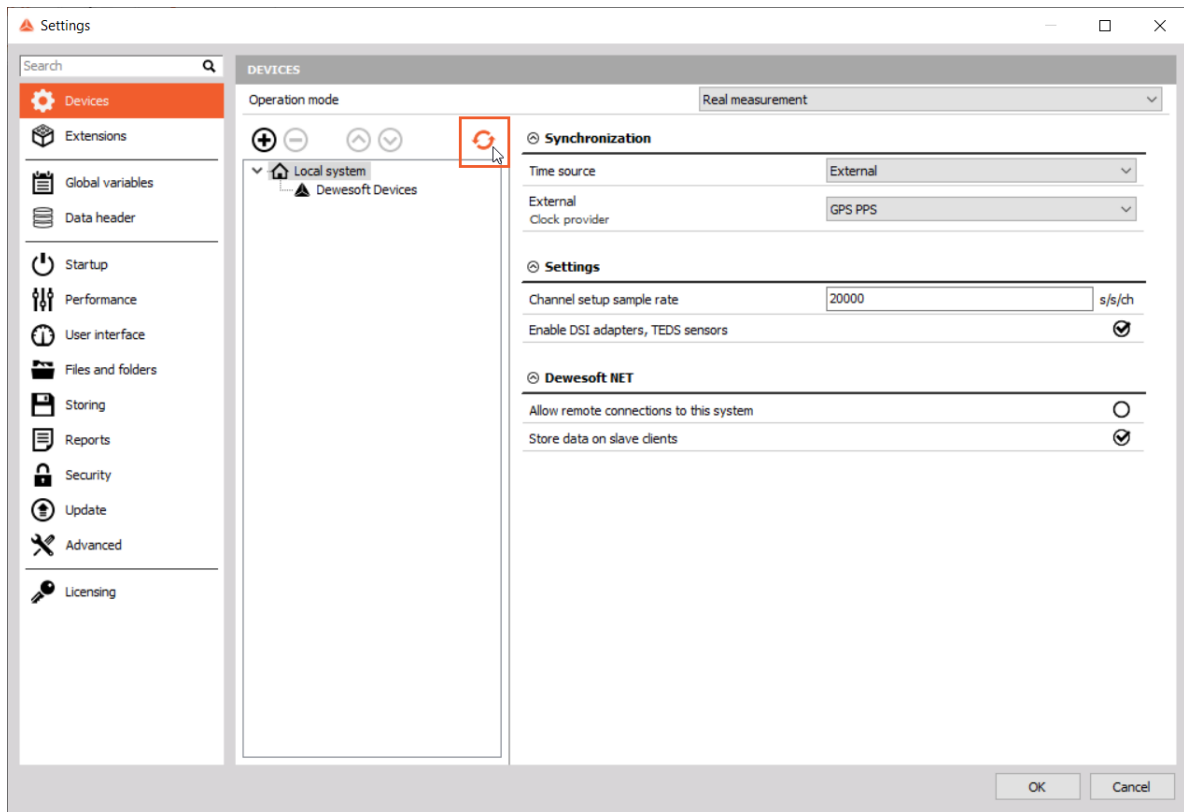 Settings
Search
DEVICES
Devices
Operation mode
Real measurement
Extensions
Synchronization
Local system
Time source
External
Global variables
Dewesoft Devices
External
Clock provider
GPS PPS
Data header
Startup
Settings
Performance
Channel setup sample rate
20000
s/s/ch
User interface
Enable DSI adapters, TEDS sensors
Files and folders
Dewesoft NET
Storing
Allow remote connections to this system
Reports
Store data on slave clients
Security
Update
Advanced
Licensing
OK
Cancel